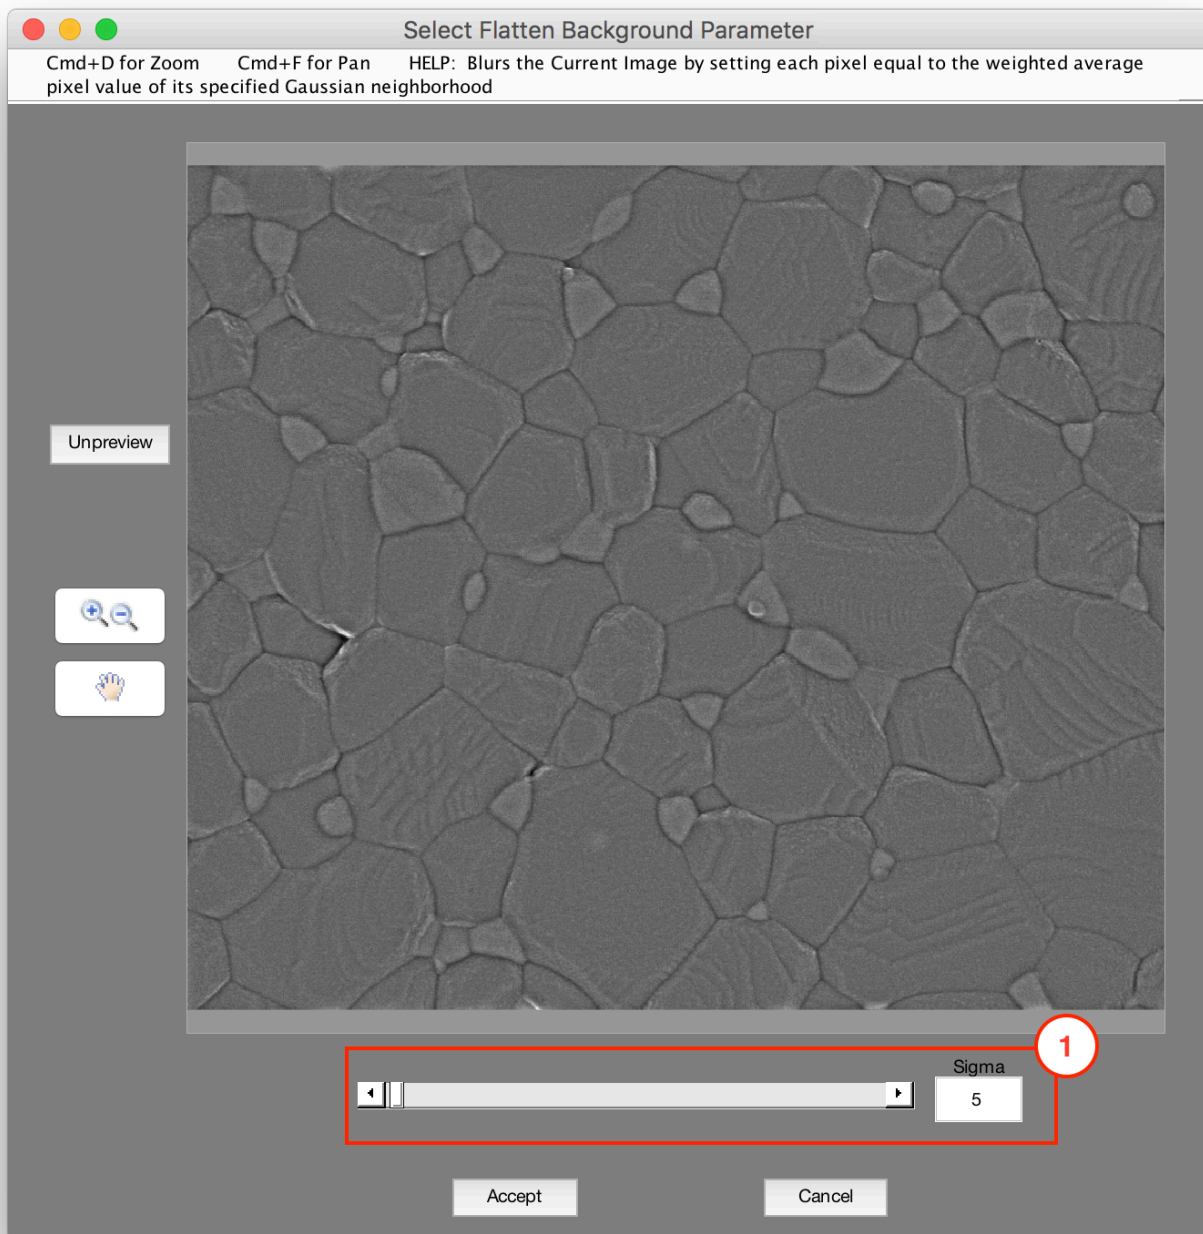 Select Flatten Background Parameter
Cmd+D for Zoom Cmd+F for Pan HELP: Blurs the Current Image by setting each pixel equal to the weighted average
pixel value of its specified Gaussian neighborhood
Unpreview
1
Sigma
5
Accept Cancel